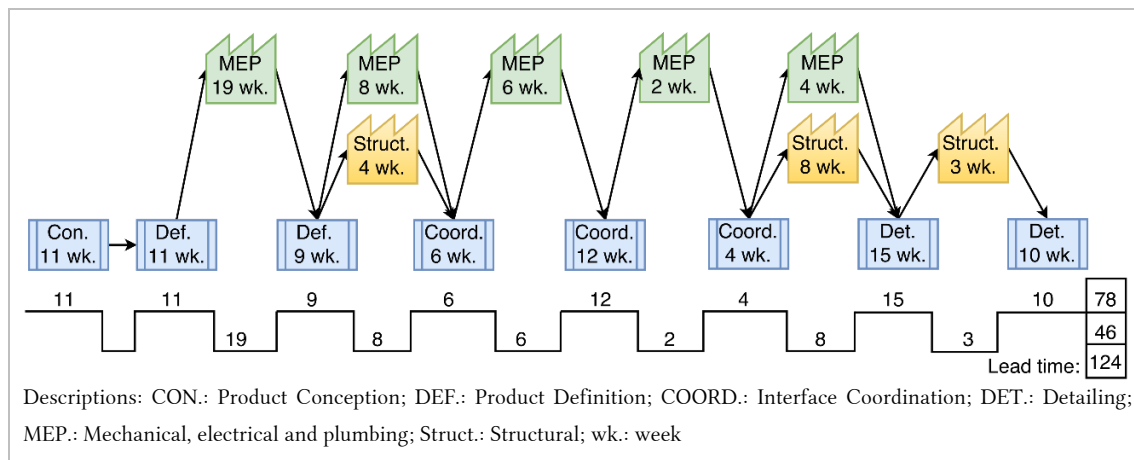 MEP
19 wk.
MEP
8 wk.
MEP
6 wk.
MEP
2 wk.
MEP
4 wk.
Struct.
4 wk.
Struct.
8 wk.
Struct.
3 wk.
Con.
11 wk.
Def.
11 wk.
Def.
9 wk.
Coord.
6 wk.
Coord.
12 wk.
Coord.
4 wk.
Det.
15 wk.
Det.
10 wk.
11 11 9 6 12 4 15 10 78
19 8 6 2 8 3 46
Lead time: 124
Descriptions: CON.: Product Conception; DEF.: Product Definition; COORD.: Interface Coordination; DET.: Detailing;
MEP.: Mechanical, electrical and plumbing; Struct.: Structural; wk.: week